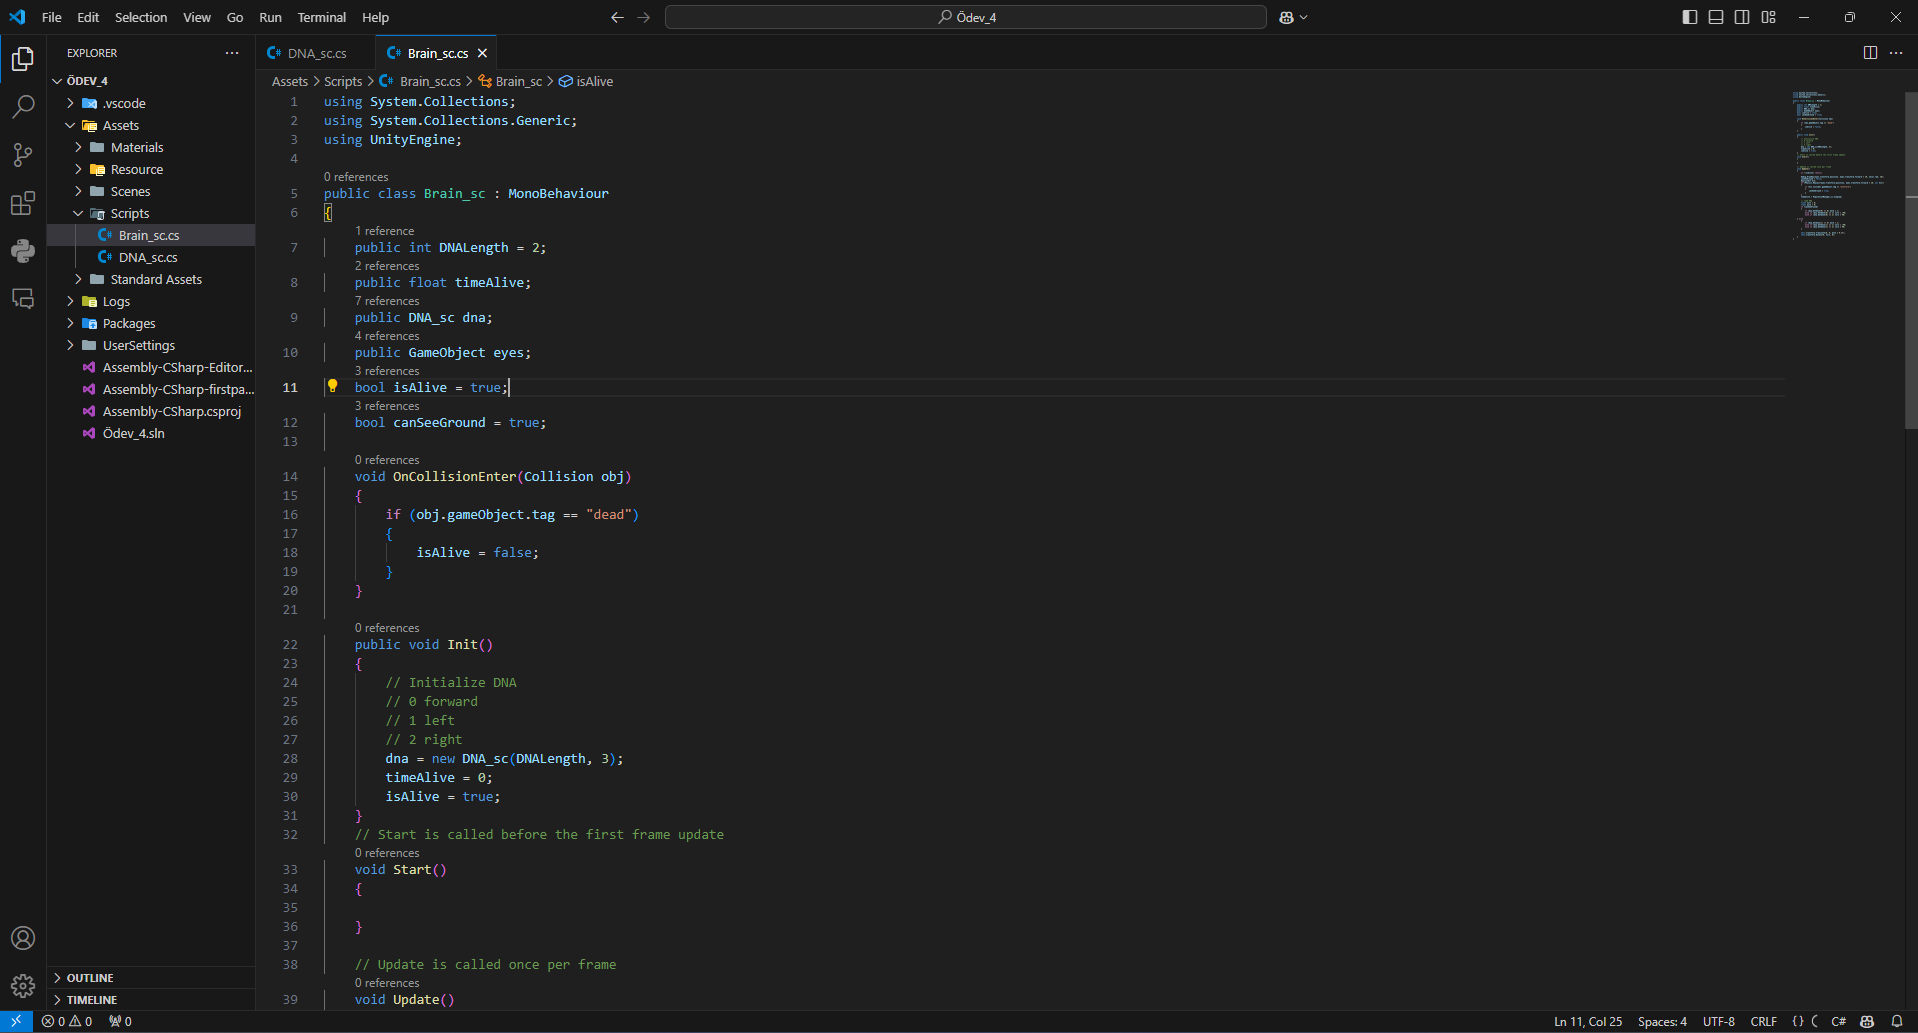 File Edit Selection View Go Run Terminal Help
Ödev_4
EXPLORER
DNA_sc.cs
Brain_sc.cs
ÖDEV_4
.vscode
Assets
Materials
Resource
Scenes
Scripts
Brain_sc.cs
DNA_sc.cs
Standard Assets
Logs
Packages
UserSettings
Assembly-CSharp-Editor...
Assembly-CSharp-firstpa...
Assembly-CSharp.csproj
Ödev_4.sln
OUTLINE
TIMELINE
Assets > Scripts > Brain_sc.cs > Brain_sc > isAlive
1 using System.Collections;
2 using System.Collections.Generic;
3 using UnityEngine;
4
0 references
5 public class Brain_sc : MonoBehaviour
6 {
1 reference
7 public int DNALength = 2;
2 references
8 public float timeAlive;
7 references
9 public DNA_sc dna;
4 references
10 public GameObject eyes;
3 references
11 bool isAlive = true;
3 references
12 bool canSeeGround = true;
13
0 references
14 void OnCollisionEnter(Collision obj)
15 {
16 if (obj.gameObject.tag == "dead")
17 {
18 isAlive = false;
19 }
20 }
21
0 references
22 public void Init()
23 {
24 // Initialize DNA
25 // 0 forward
26 // 1 left
27 // 2 right
28 dna = new DNA_sc(DNALength, 3);
29 timeAlive = 0;
30 isAlive = true;
31 }
32 // Start is called before the first frame update
0 references
33 void Start()
34 {
35
36 }
37
38 // Update is called once per frame
0 references
39 void Update()
0 0 0
Ln 11, Col 25 Spaces: 4 UTF-8 CRLF {} C#